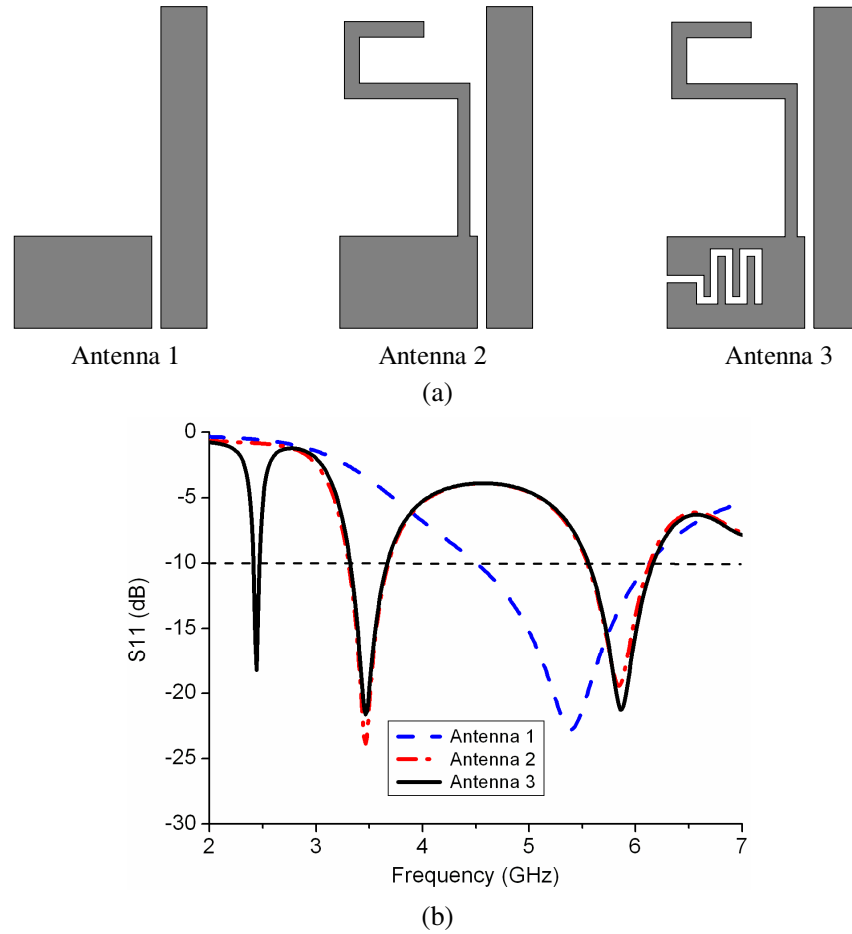 Antenna 1 Antenna 2 Antenna 3
(a)
0
-5
-10
-15
-20
-25
-30
S11 (dB)
Antenna 1
Antenna 2
Antenna 3
2 3 4 5 6 7
Frequency (GHz)
(b)